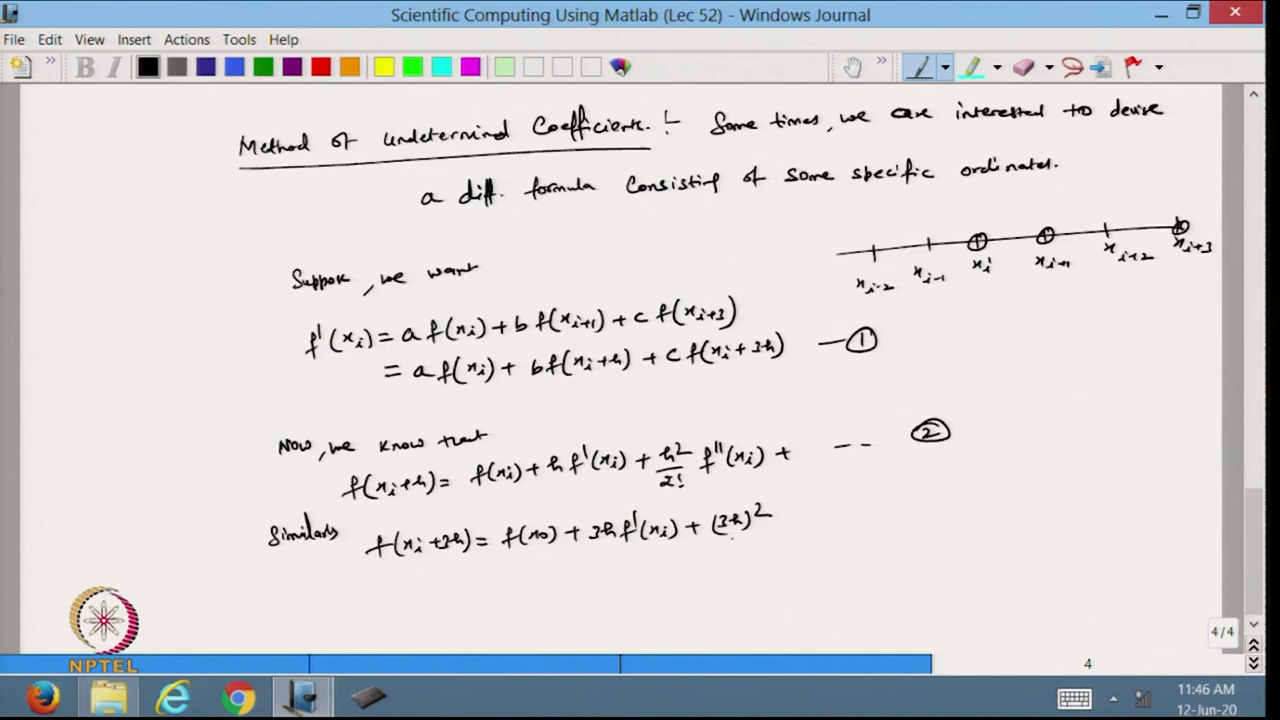 Scientific Computing Using Matlab (Lec 52) - Windows Journal
File Edit View Insert Actions Tools Help
Method of undetermind Coefficients :- Some times, we are interested to derive
a diff. formula consisting of some specific ordinates.
x_{i-2} x_{i-1} x_i x_{i+1} x_{i+2} x_{i+3}
Suppose, we want
f'(x_i) = a f(x_i) + b f(x_{i+1}) + c f(x_{i+3})
= a f(x_i) + b f(x_i+h) + c f(x_i+3h) — ①
Now, we know that
f(x_i+h) = f(x_i) + h f'(x_i) + h²/2! f''(x_i) + -- ②
Similarly f(x_i+3h) = f(x_0) + 3h f'(x_i) + (3h)²
4/4
NPTEL
4
11:46 AM
12-Jun-20